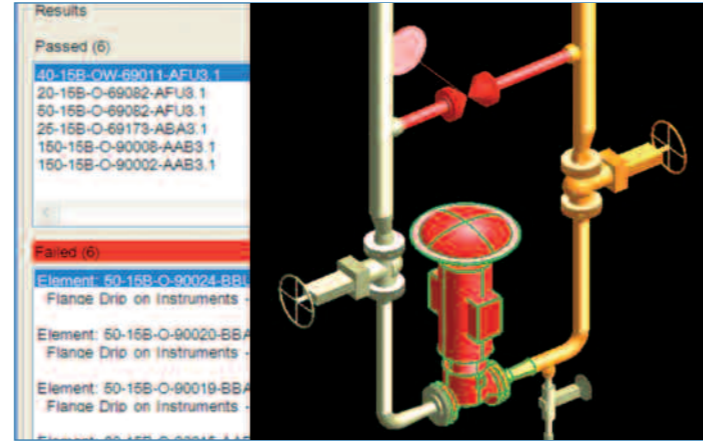 Results
Passed (6)
40-15B-OW-69011-AFU3.1
20-15B-O-69082-AFU3.1
50-15B-O-69082-AFU3.1
25-15B-O-69173-ABA3.1
150-15B-O-90008-AAB3.1
150-15B-O-90002-AAB3.1
Failed (6)
Element: 50-15B-O-90024-BBL
Flange Drip on Instruments -
Element: 50-15B-O-90020-BBA
Flange Drip on Instruments -
Element: 50-15B-O-90019-BBA
Flange Drip on Instruments -